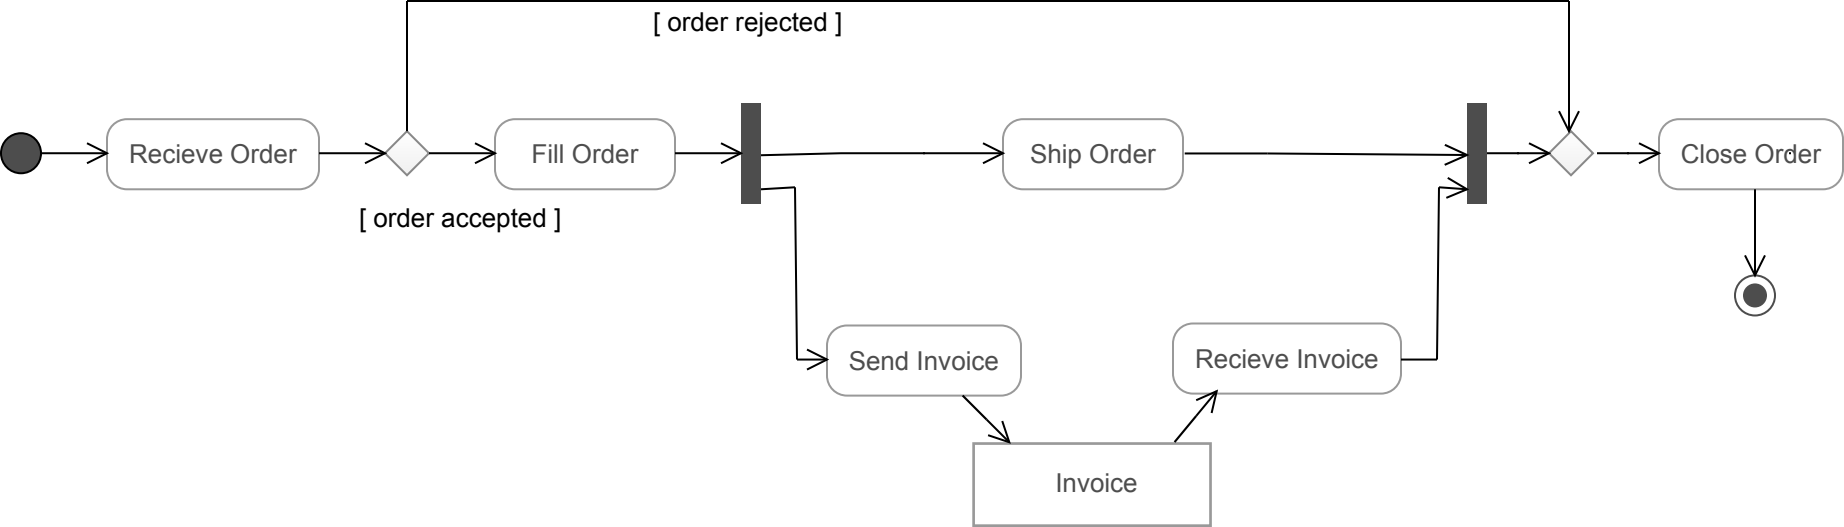 [ order rejected ]
Recieve Order
Fill Order
Ship Order
Close Order
[ order accepted ]
Send Invoice
Recieve Invoice
Invoice